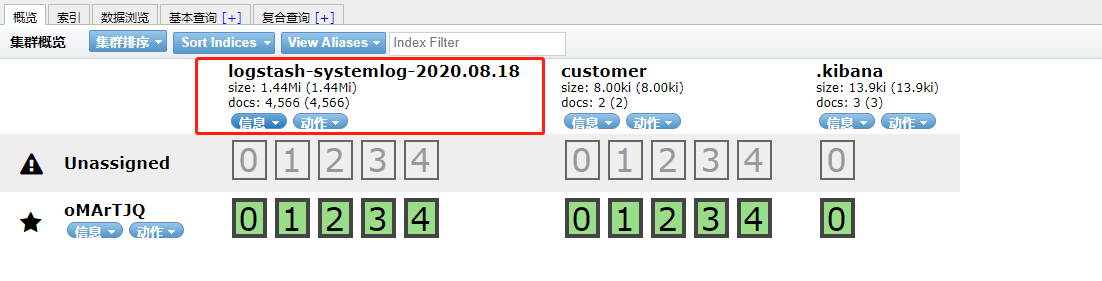 概览 索引 数据浏览 基本查询 [+] 复合查询 [+]
集群概览 集群排序 Sort Indices View Aliases Index Filter
logstash-systemlog-2020.08.18 customer .kibana
size: 1.44Mi (1.44Mi) size: 8.00ki (8.00ki) size: 13.9ki (13.9ki)
docs: 4,566 (4,566) docs: 2 (2) docs: 3 (3)
信息 动作 信息 动作 信息 动作
Unassigned 0 1 2 3 4 0 1 2 3 4 0
oMArTJQ 0 1 2 3 4 0 1 2 3 4 0
信息 动作